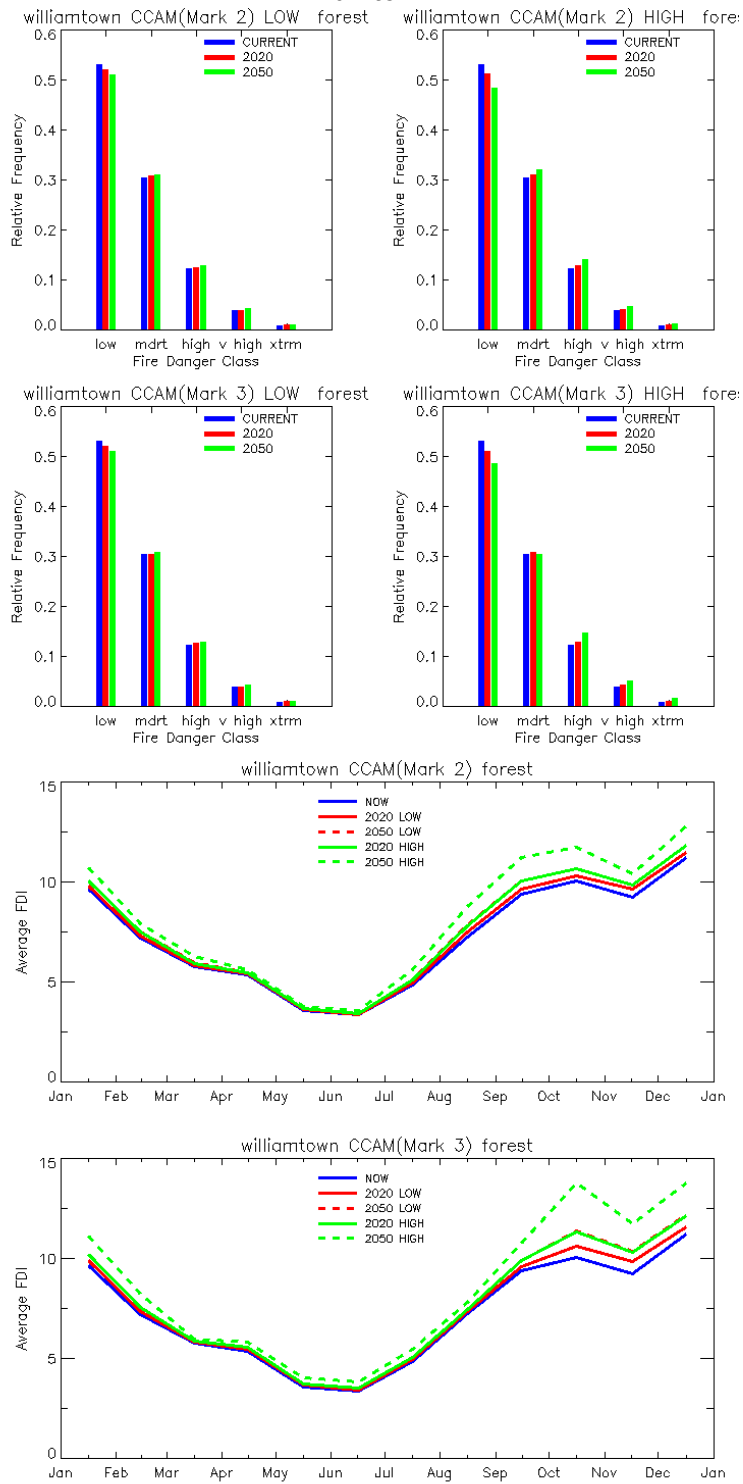 williamtown CCAM(Mark 2) LOW forest
CURRENT
2020
2050
0.6
0.5
0.4
0.3
0.2
0.1
0.0
Relative Frequency
low mdrt high v high xtrm
Fire Danger Class
williamtown CCAM(Mark 2) HIGH fores
CURRENT
2020
2050
0.6
0.5
0.4
0.3
0.2
0.1
0.0
Relative Frequency
low mdrt high v high xtrm
Fire Danger Class
williamtown CCAM(Mark 3) LOW forest
CURRENT
2020
2050
0.6
0.5
0.4
0.3
0.2
0.1
0.0
Relative Frequency
low mdrt high v high xtrm
Fire Danger Class
williamtown CCAM(Mark 3) HIGH fores
CURRENT
2020
2050
0.6
0.5
0.4
0.3
0.2
0.1
0.0
Relative Frequency
low mdrt high v high xtrm
Fire Danger Class
williamtown CCAM(Mark 2) forest
NOW
2020 LOW
2050 LOW
2020 HIGH
2050 HIGH
15
10
5
0
Average FDI
Jan Feb Mar Apr May Jun Jul Aug Sep Oct Nov Dec Jan
williamtown CCAM(Mark 3) forest
NOW
2020 LOW
2050 LOW
2020 HIGH
2050 HIGH
15
10
5
0
Average FDI
Jan Feb Mar Apr May Jun Jul Aug Sep Oct Nov Dec Jan